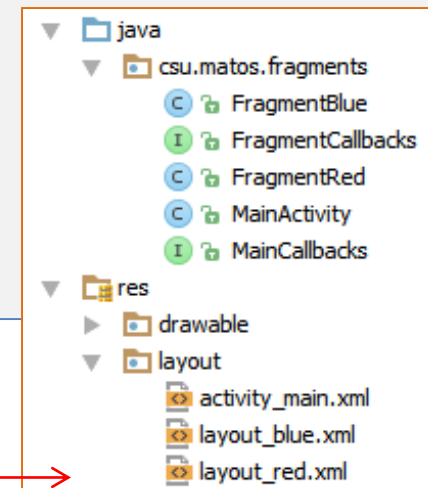 java
csu.matos.fragments
C FragmentBlue
I FragmentCallbacks
C FragmentRed
C MainActivity
I MainCallbacks
res
drawable
layout
activity_main.xml
layout_blue.xml
layout_red.xml